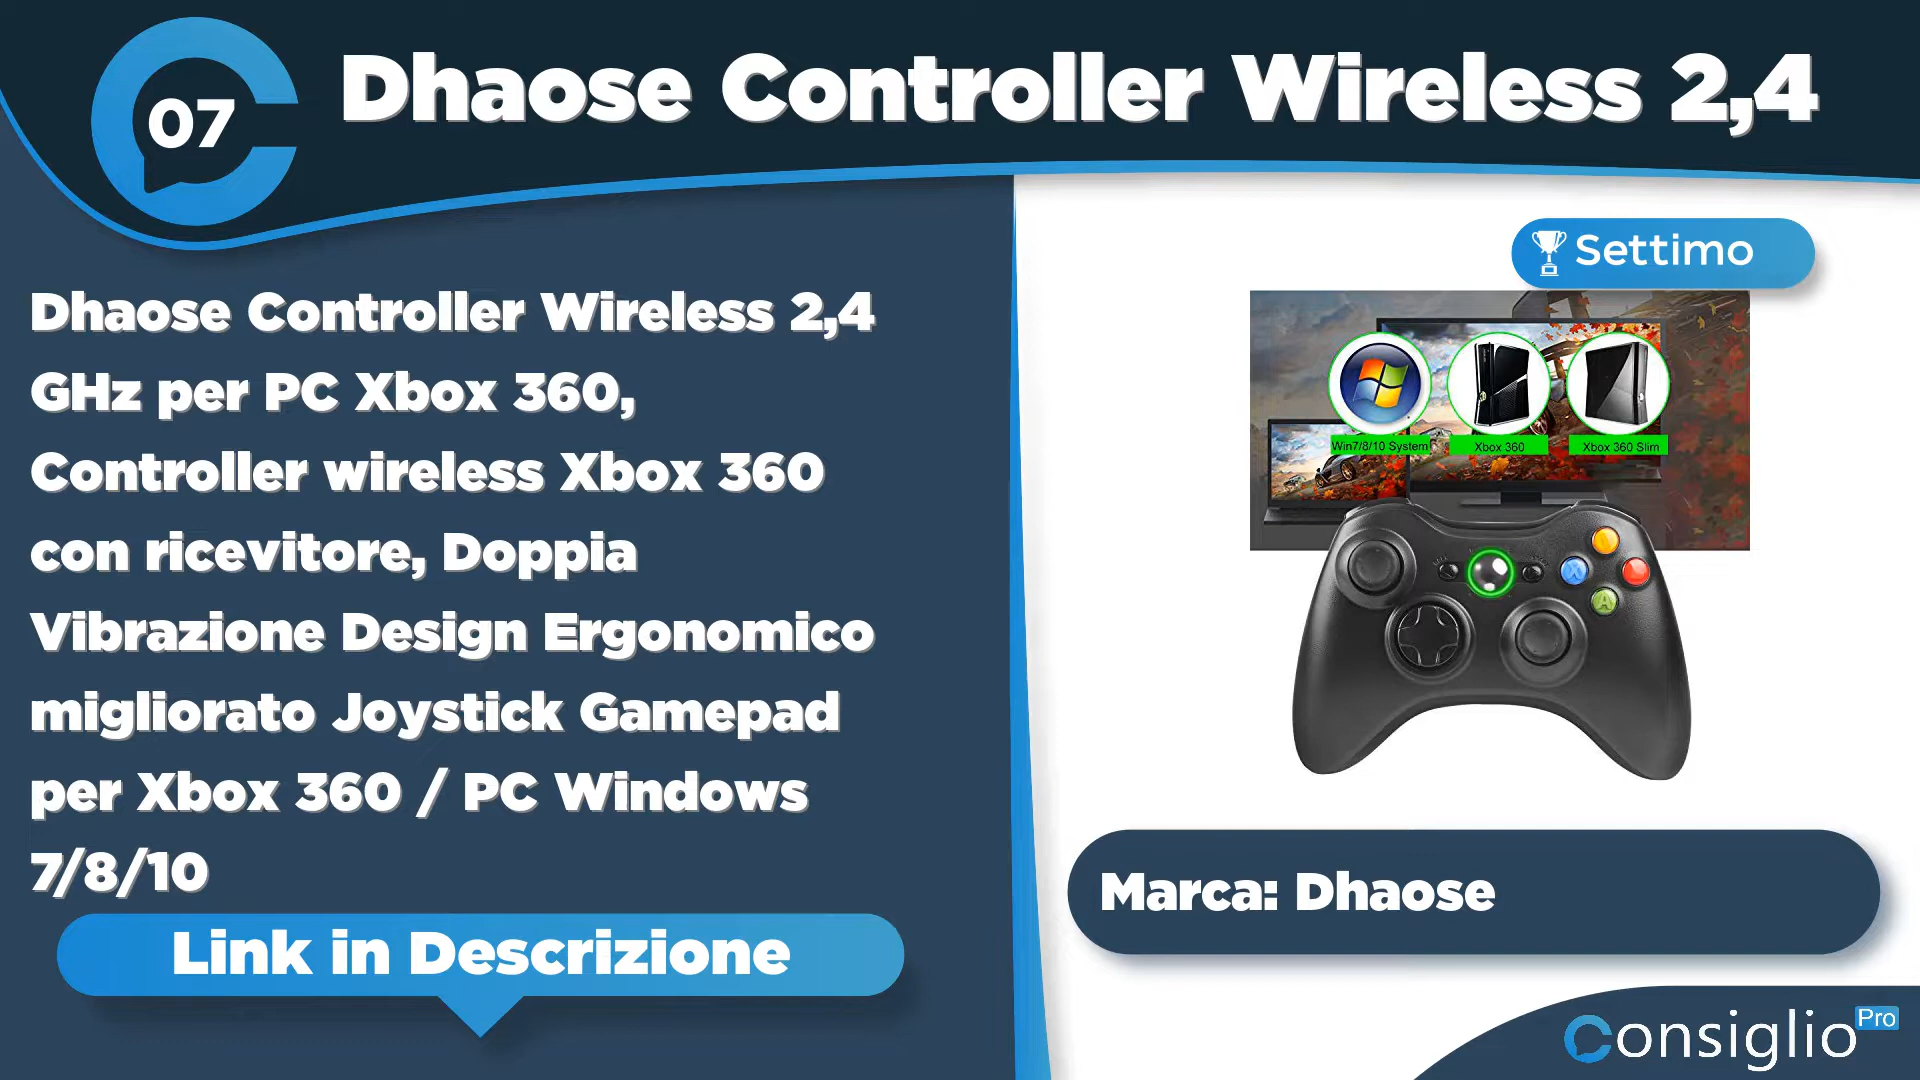 07
Dhaose Controller Wireless 2,4
Dhaose Controller Wireless 2,4
GHz per PC Xbox 360,
Controller wireless Xbox 360
con ricevitore, Doppia
Vibrazione Design Ergonomico
migliorato Joystick Gamepad
per Xbox 360 / PC Windows
7/8/10
Link in Descrizione
Settimo
Win7/8/10 System
Xbox 360
Xbox 360 Slim
X
A
Marca: Dhaose
Consiglio Pro